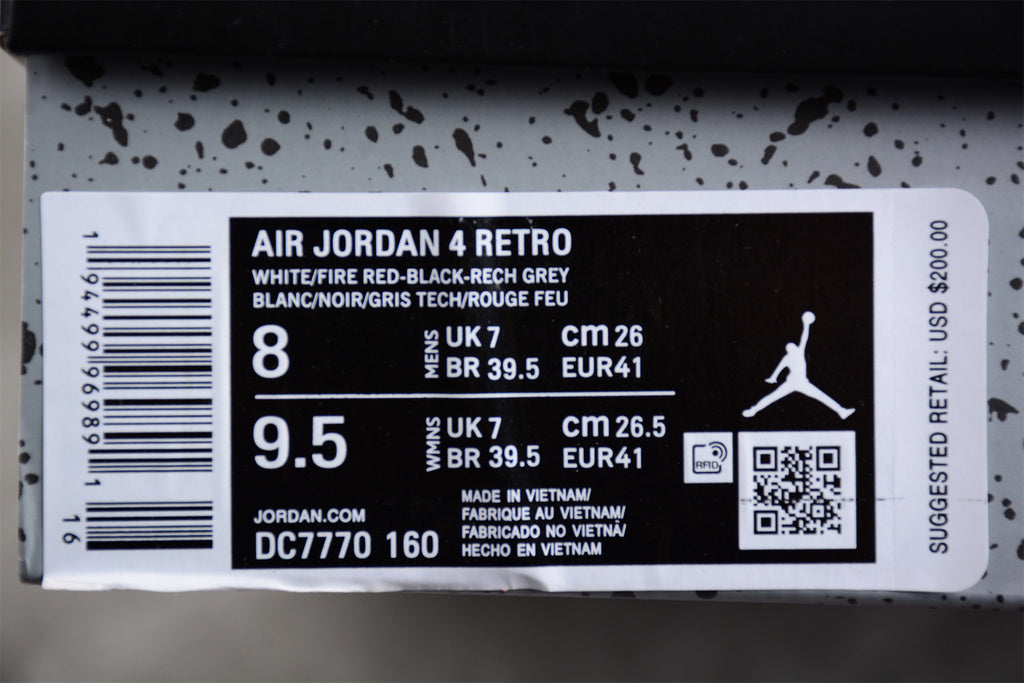 AIR JORDAN 4 RETRO
WHITE/FIRE RED-BLACK-RECH GREY
BLANC/NOIR/GRIS TECH/ROUGE FEU
8
MENS
UK 7
cm 26
BR 39.5
EUR41
9.5
WMNS
UK 7
cm 26.5
BR 39.5
EUR41
RFID
JORDAN.COM
DC7770 160
MADE IN VIETNAM/
FABRIQUE AU VIETNAM/
FABRICADO NO VIETNÃ/
HECHO EN VIETNAM
SUGGESTED RETAIL: USD $200.00
1 94499 96989 1
16